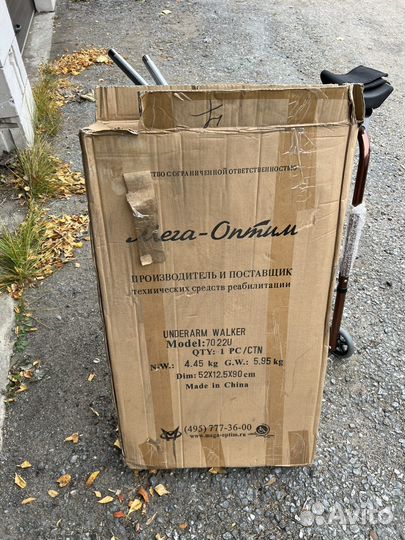 СТВО С ОГРАНИЧЕННОЙ ОТВЕТСТВЕННОСТЬЮ
Мега-Оптим
ПРОИЗВОДИТЕЛЬ И ПОСТАВЩИК
технических средств реабилитации
UNDERARM WALKER
Model:7022U
QTY: 1 PC/CTN
N.W.: 4.45 kg G.W.: 5.95 kg
Dim: 52X12.5X90 cm
Made in China
(495) 777-36-00
www.mega-optim.ru
Avito